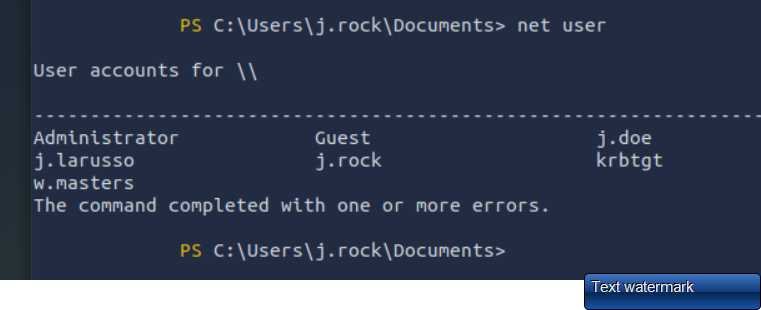 PS C:\Users\j.rock\Documents> net user
User accounts for \\
-------------------------------------------------------------------------------
Administrator Guest j.doe
j.larusso j.rock krbtgt
w.masters
The command completed with one or more errors.
PS C:\Users\j.rock\Documents>
Text watermark